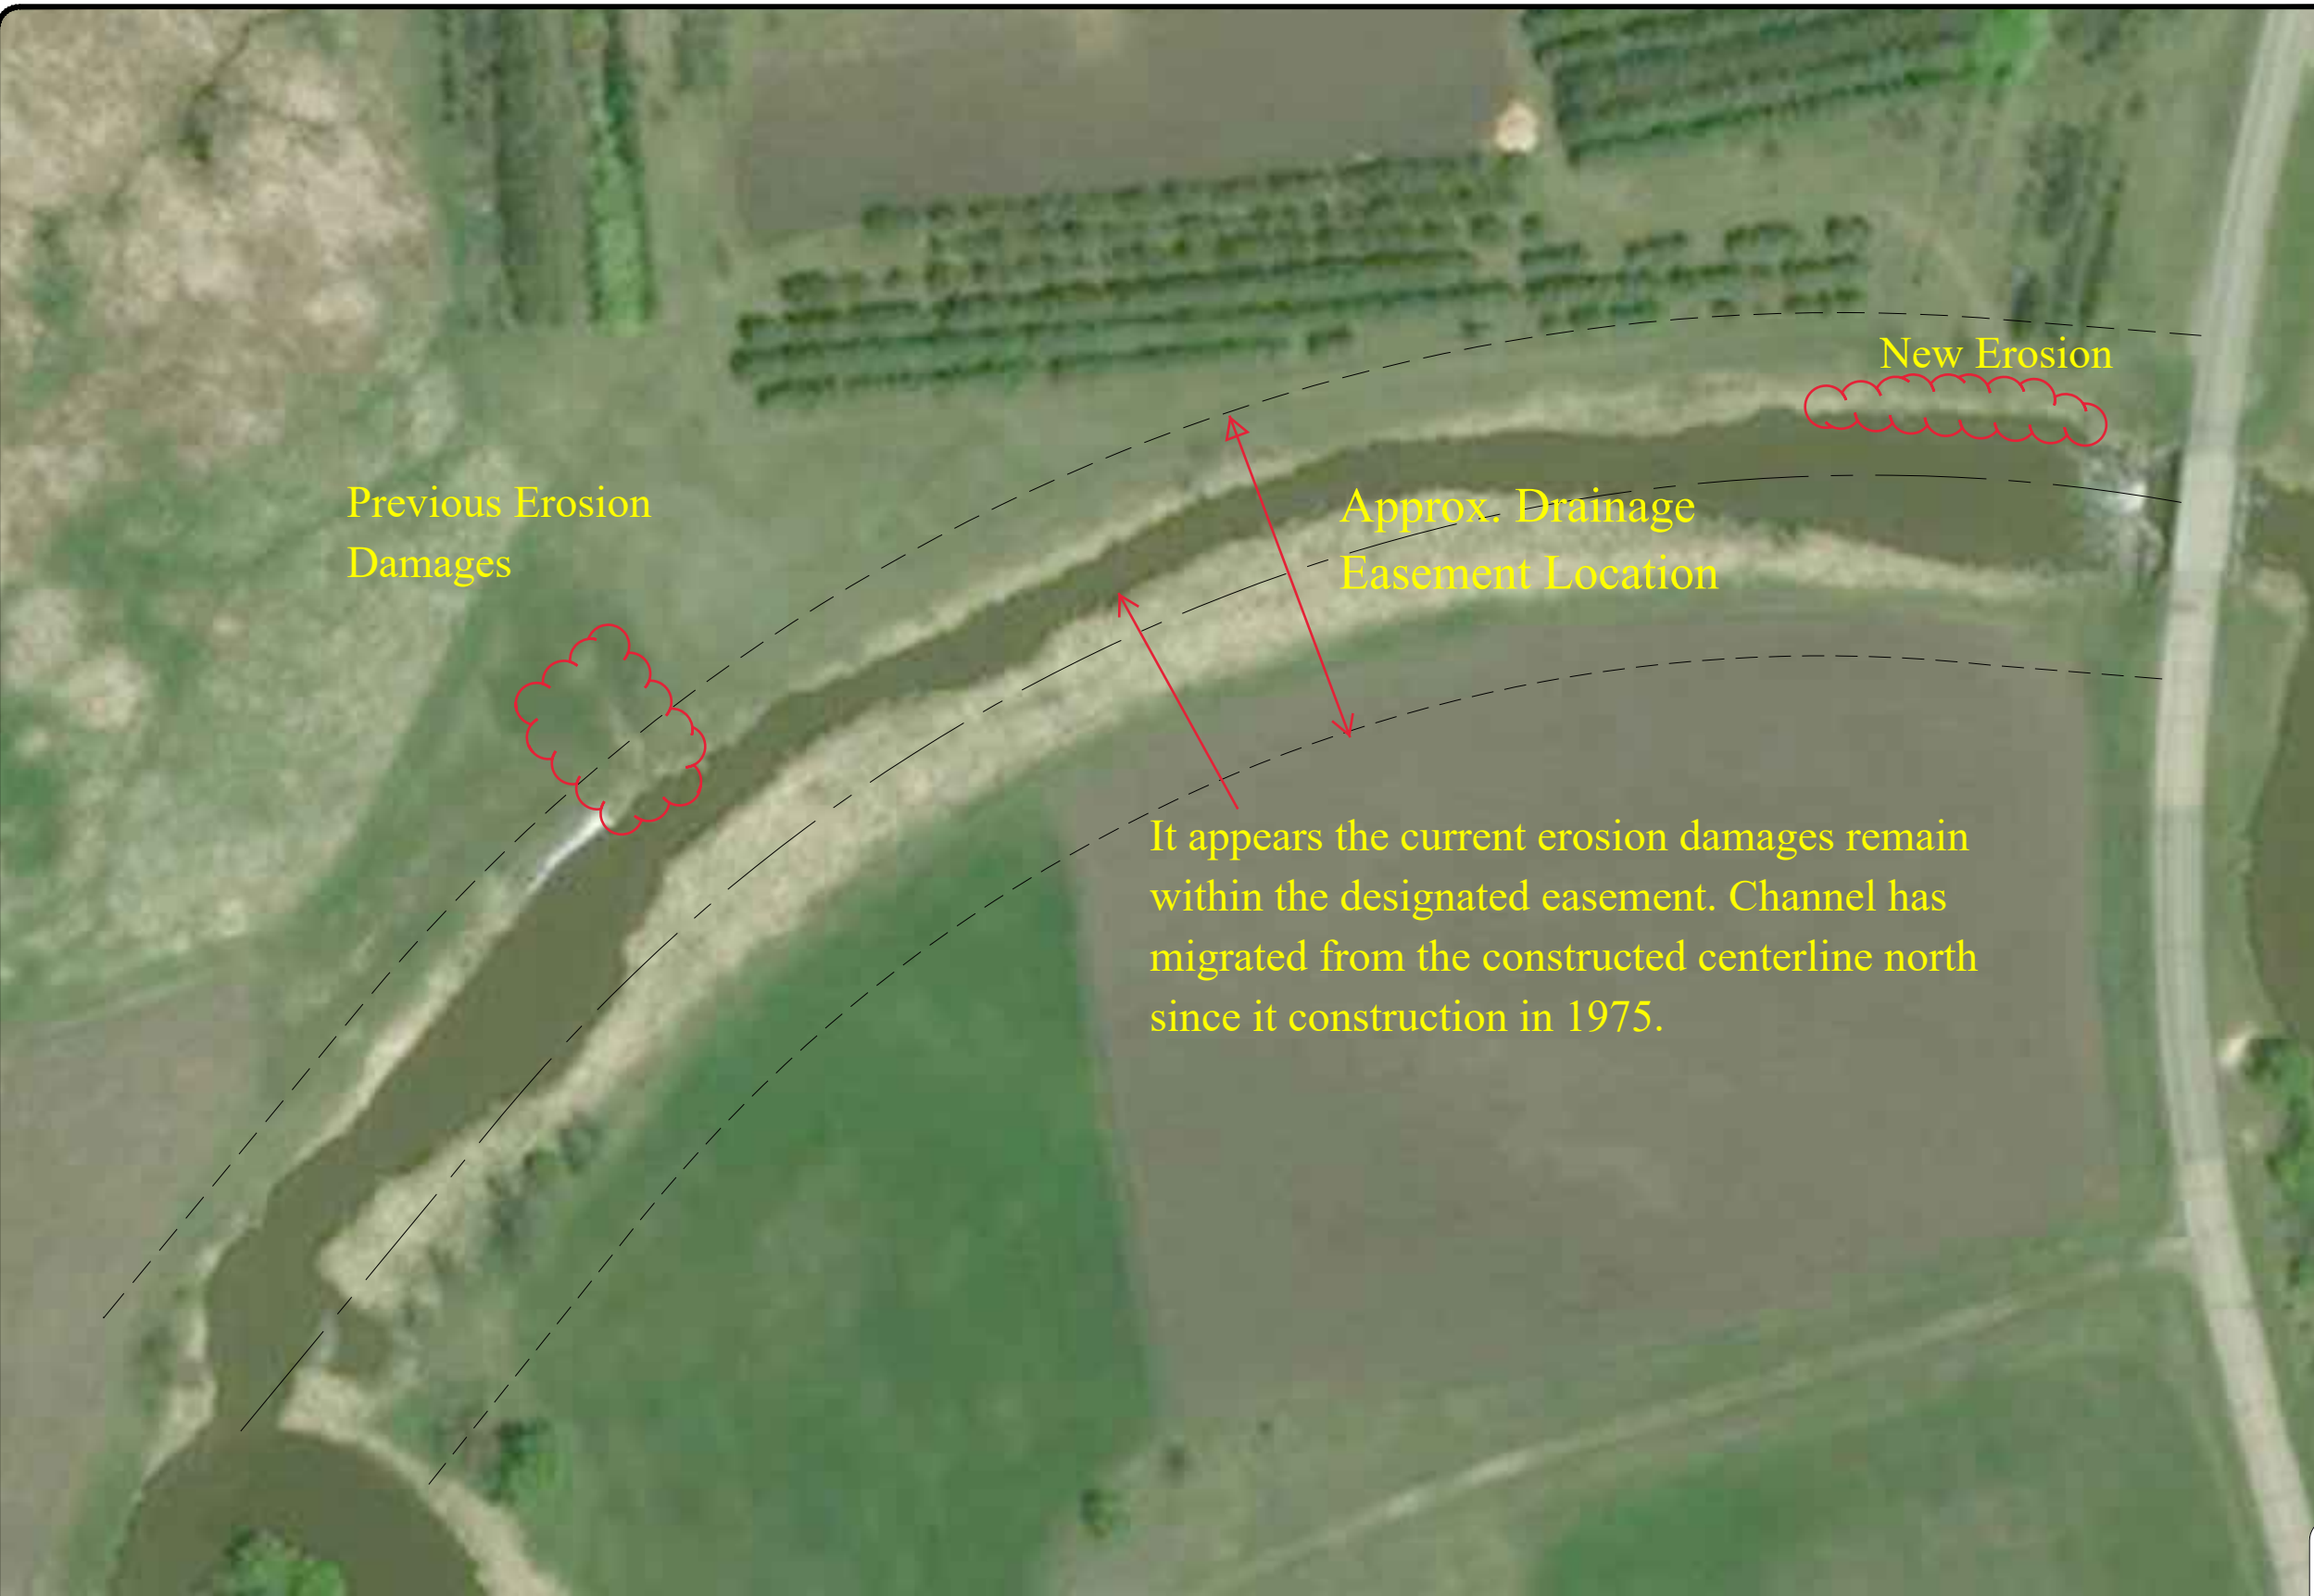 New Erosion
Previous Erosion
Damages
Approx. Drainage
Easement Location
It appears the current erosion damages remain
within the designated easement. Channel has
migrated from the constructed centerline north
since it construction in 1975.